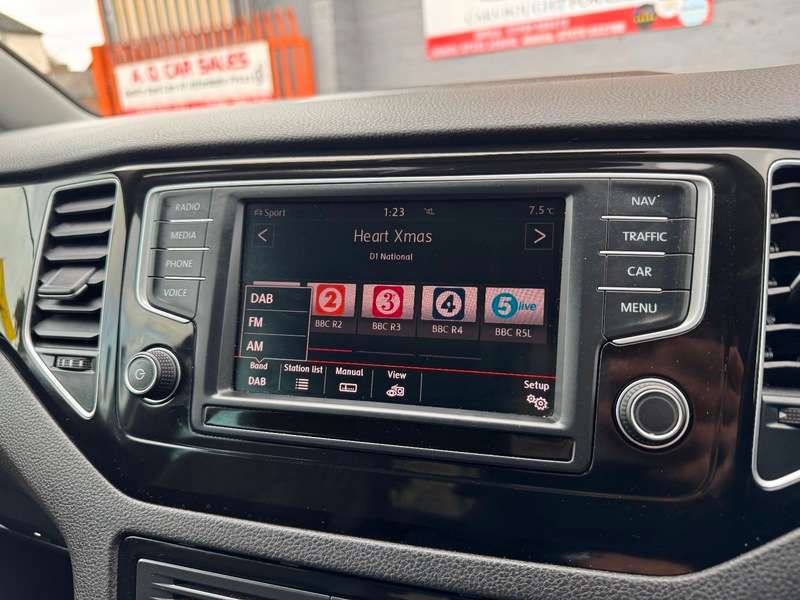 A Q CAR SALES
RADIO
MEDIA
PHONE
VOICE
Sport
1:23
7.5°C
Heart Xmas
D1 National
<
>
2
3
4
5 live
BBC R2
BBC R3
BBC R4
BBC R5L
DAB
FM
AM
Band
DAB
Station list
Manual
View
Setup
NAV
TRAFFIC
CAR
MENU